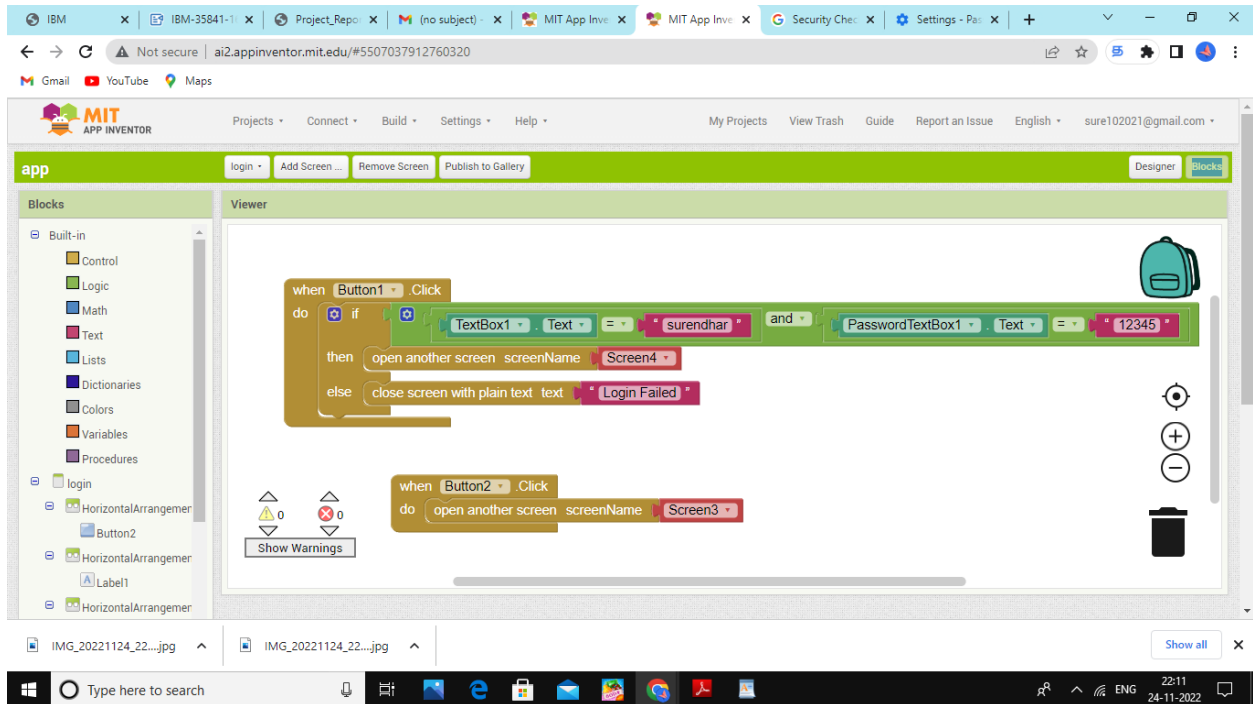 IBM
IBM-35841-1
Project_Repo
(no subject) -
MIT App Inve
MIT App Inve
Security Chec
Settings - Pas
Not secure | ai2.appinventor.mit.edu/#5507037912760320
Gmail YouTube Maps
MIT
APP INVENTOR
Projects Connect Build Settings Help My Projects View Trash Guide Report an Issue English sure102021@gmail.com
app login Add Screen ... Remove Screen Publish to Gallery Designer Blocks
Blocks
Viewer
Built-in
Control
Logic
Math
Text
Lists
Dictionaries
Colors
Variables
Procedures
login
HorizontalArrangemen
Button2
HorizontalArrangemen
Label1
HorizontalArrangemen
when Button1 .Click
do if TextBox1 . Text = " surendhar " and PasswordTextBox1 . Text = " 12345 "
then open another screen screenName Screen4
else close screen with plain text text " Login Failed "
when Button2 .Click
do open another screen screenName Screen3
0 0
Show Warnings
IMG_20221124_22....jpg IMG_20221124_22....jpg Show all
Type here to search ENG 22:11
24-11-2022